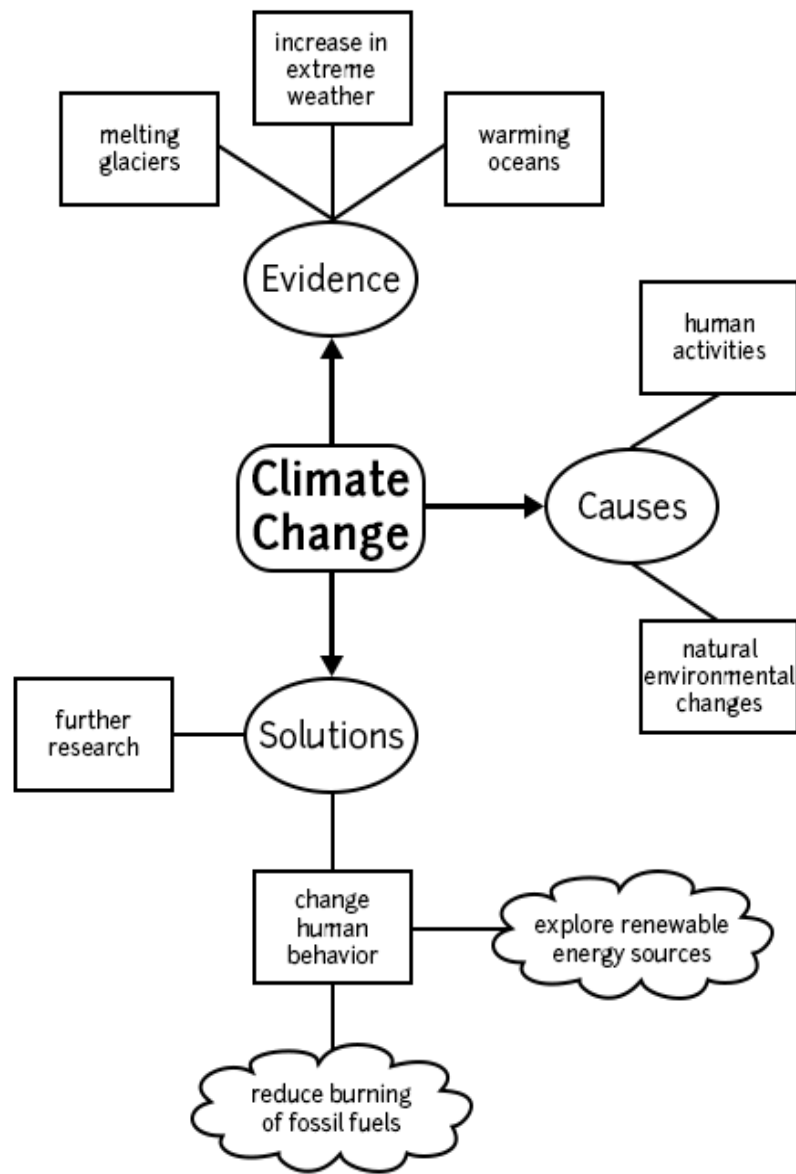 increase in
extreme
weather
melting
glaciers
warming
oceans
Evidence
human
activities
Climate
Change
Causes
natural
environmental
changes
further
research
Solutions
change
human
behavior
explore renewable
energy sources
reduce burning
of fossil fuels